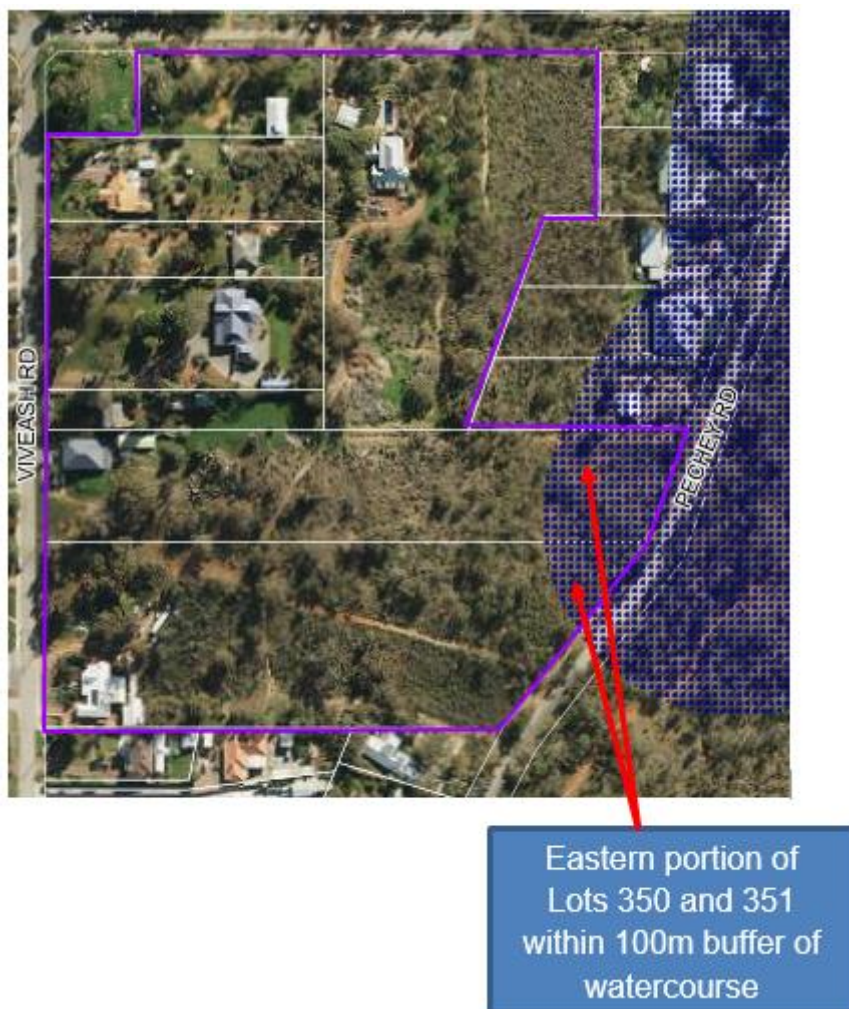 VIVEASH RD
PECHEY RD
Eastern portion of
Lots 350 and 351
within 100m buffer of
watercourse